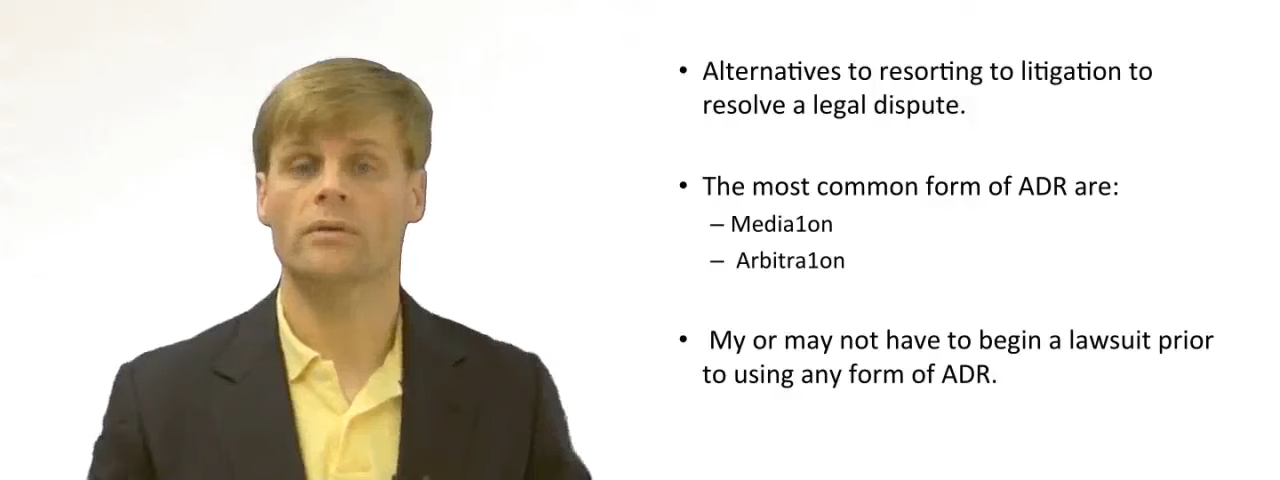 • Alternatives to resorting to litigation to
resolve a legal dispute.
• The most common form of ADR are:
– Media1on
– Arbitra1on
• My or may not have to begin a lawsuit prior
to using any form of ADR.